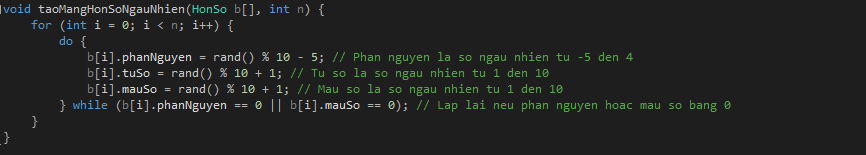 void taoMangHonSoNgauNhien(HonSo b[], int n) {
for (int i = 0; i < n; i++) {
do {
b[i].phanNguyen = rand() % 10 - 5; // Phan nguyen la so ngau nhien tu -5 den 4
b[i].tuSo = rand() % 10 + 1; // Tu so la so ngau nhien tu 1 den 10
b[i].mauSo = rand() % 10 + 1; // Mau so la so ngau nhien tu 1 den 10
} while (b[i].phanNguyen == 0 || b[i].mauSo == 0); // Lap lai neu phan nguyen hoac mau so bang 0
}
}